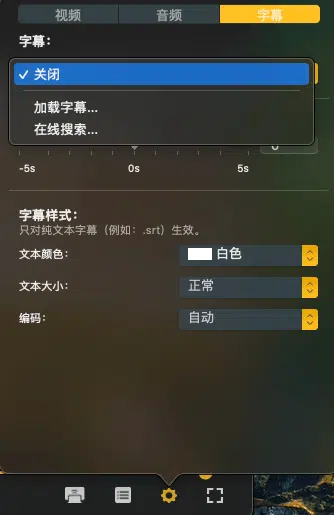 视频 音频 字幕
字幕：
✓ 关闭
加载字幕...
在线搜索...
-5s 0s 5s
字幕样式：
只对纯文本字幕（例如：.srt）生效。
文本颜色： 白色
文本大小： 正常
编码： 自动